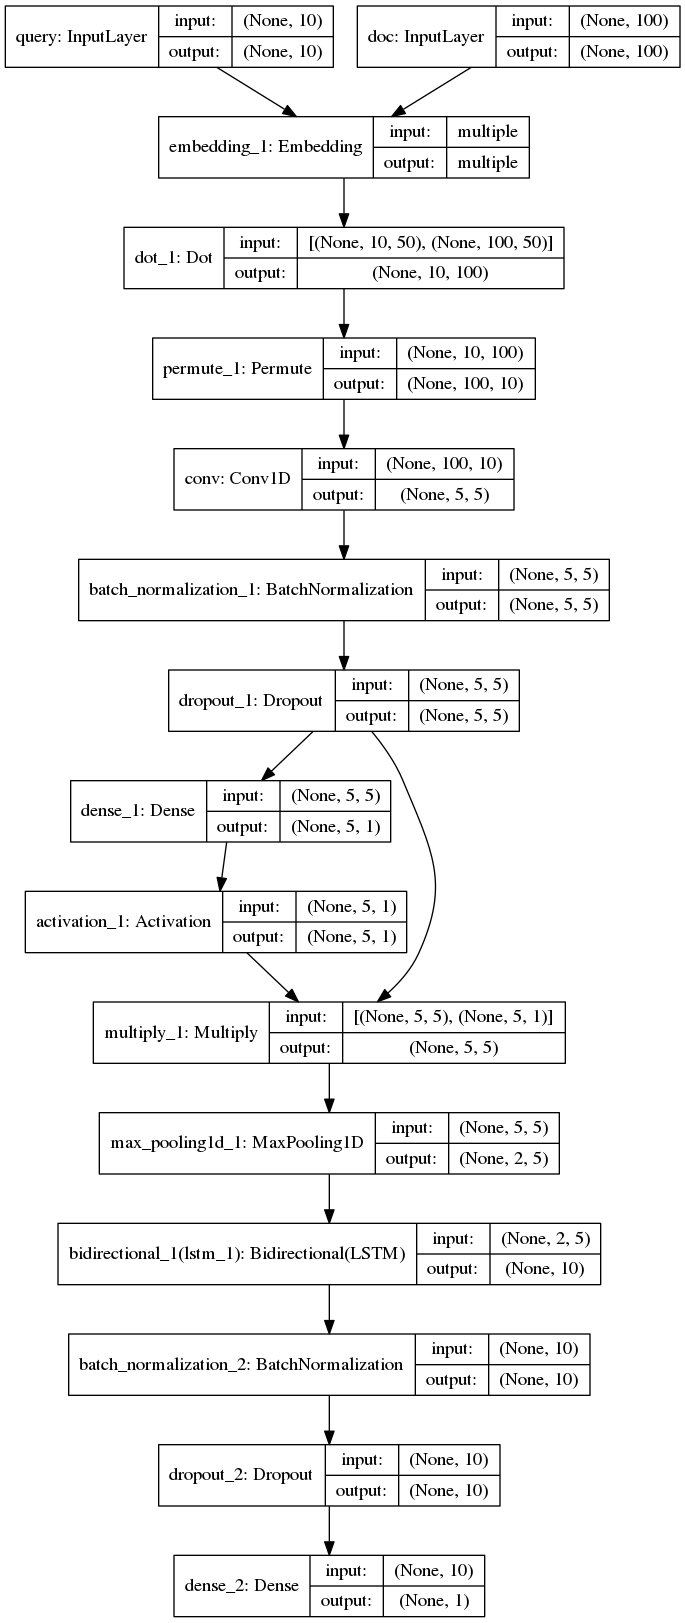 query: InputLayer input: (None, 10)
output: (None, 10)
doc: InputLayer input: (None, 100)
output: (None, 100)
embedding_1: Embedding input: multiple
output: multiple
dot_1: Dot input: [(None, 10, 50), (None, 100, 50)]
output: (None, 10, 100)
permute_1: Permute input: (None, 10, 100)
output: (None, 100, 10)
conv: Conv1D input: (None, 100, 10)
output: (None, 5, 5)
batch_normalization_1: BatchNormalization input: (None, 5, 5)
output: (None, 5, 5)
dropout_1: Dropout input: (None, 5, 5)
output: (None, 5, 5)
dense_1: Dense input: (None, 5, 5)
output: (None, 5, 1)
activation_1: Activation input: (None, 5, 1)
output: (None, 5, 1)
multiply_1: Multiply input: [(None, 5, 5), (None, 5, 1)]
output: (None, 5, 5)
max_pooling1d_1: MaxPooling1D input: (None, 5, 5)
output: (None, 2, 5)
bidirectional_1(lstm_1): Bidirectional(LSTM) input: (None, 2, 5)
output: (None, 10)
batch_normalization_2: BatchNormalization input: (None, 10)
output: (None, 10)
dropout_2: Dropout input: (None, 10)
output: (None, 10)
dense_2: Dense input: (None, 10)
output: (None, 1)